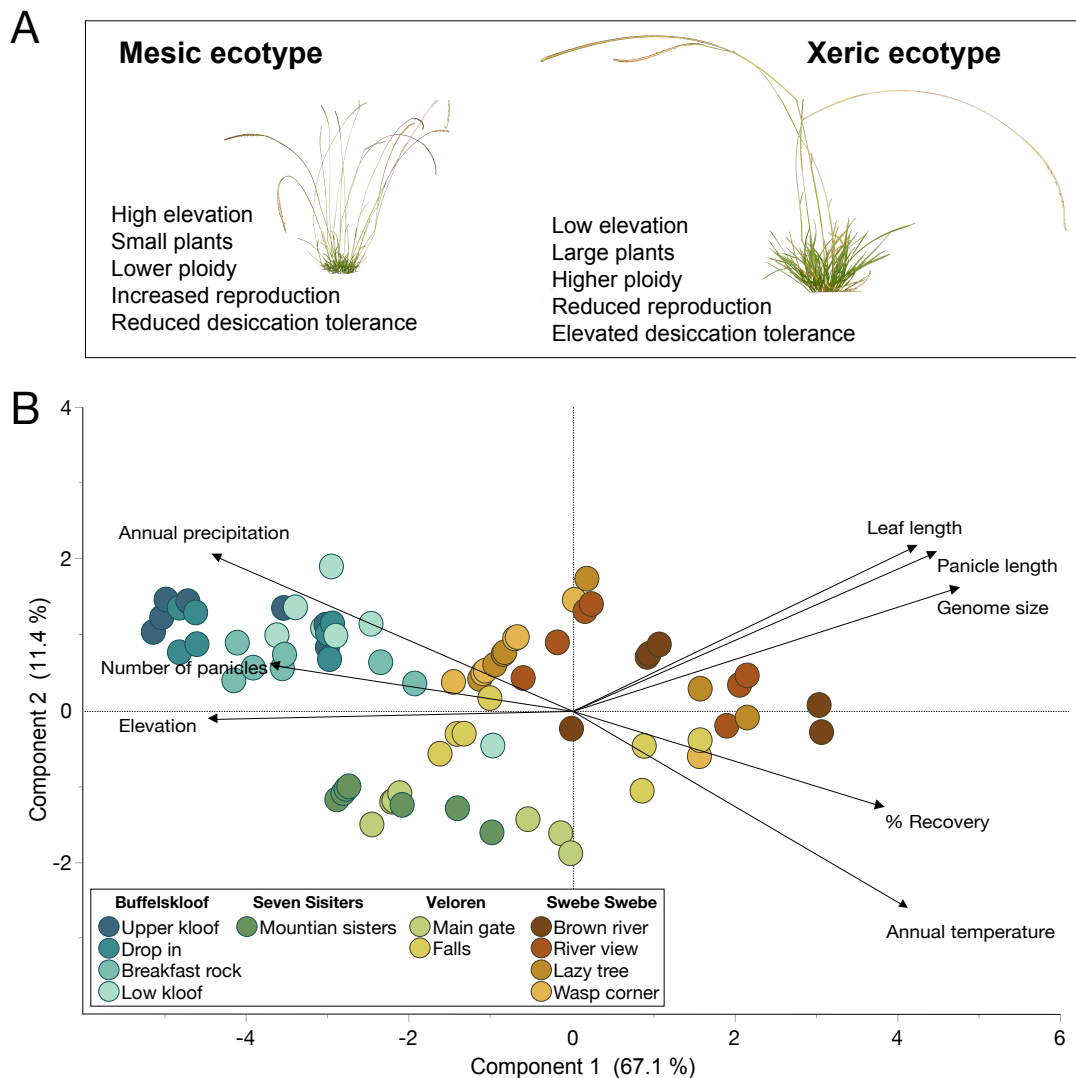 A
Mesic ecotype
Xeric ecotype
High elevation
Small plants
Lower ploidy
Increased reproduction
Reduced desiccation tolerance
Low elevation
Large plants
Higher ploidy
Reduced reproduction
Elevated desiccation tolerance
B
4
2
0
-2
Component 2 (11.4 %)
Annual precipitation
Number of panicles
Elevation
Leaf length
Panicle length
Genome size
% Recovery
Annual temperature
Buffelskloof
Upper kloof
Drop in
Breakfast rock
Low kloof
Seven Sisiters
Mountian sisters
Veloren
Main gate
Falls
Swebe Swebe
Brown river
River view
Lazy tree
Wasp corner
-4
-2
0
2
4
6
Component 1 (67.1 %)